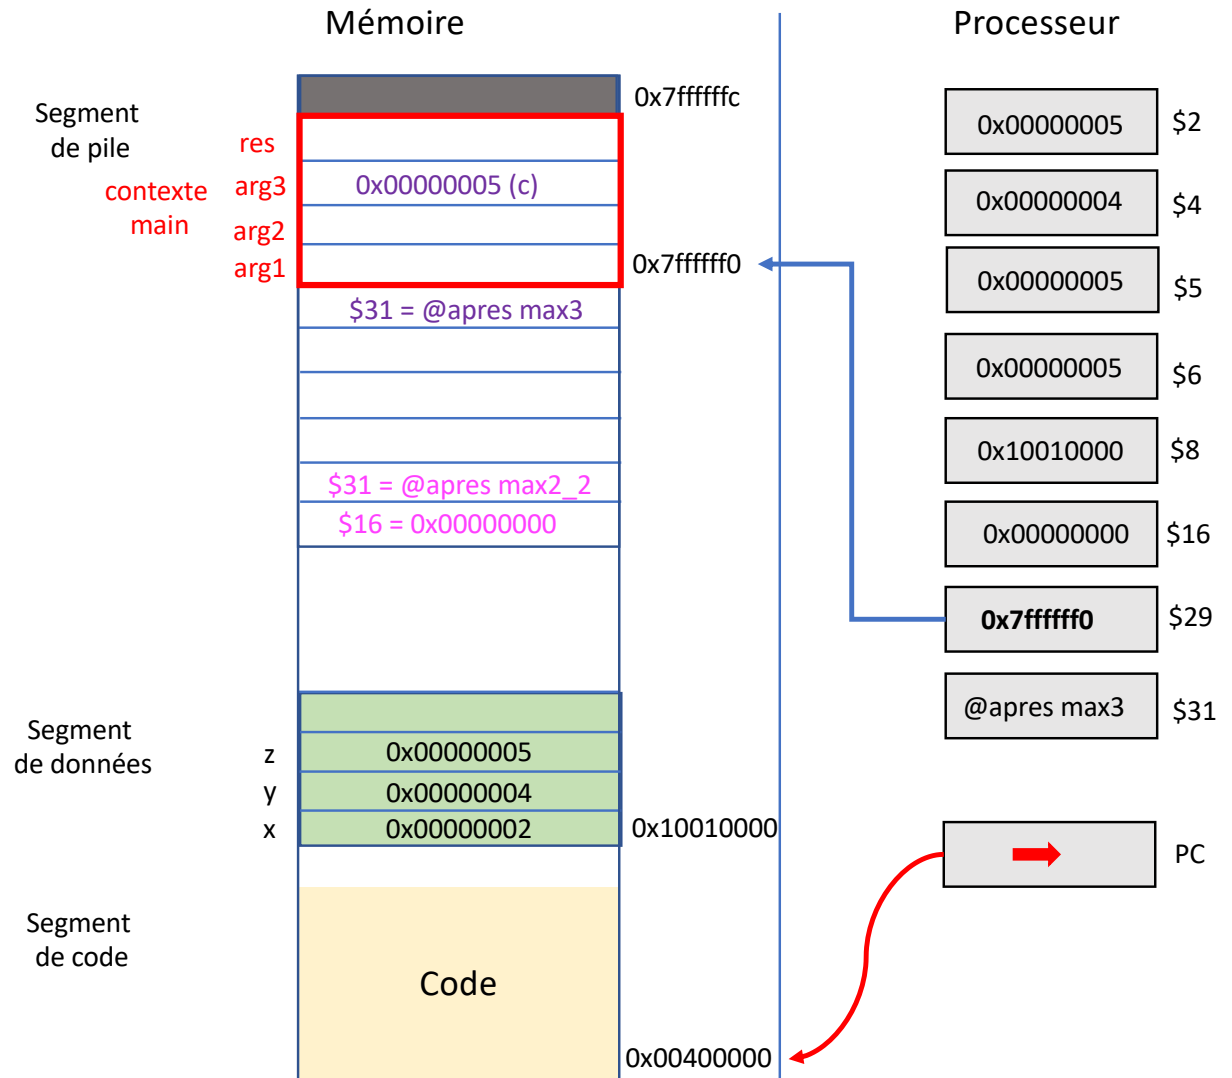 Mémoire
Processeur
Segment
de pile
contexte
main
res
arg3
arg2
arg1
0x7ffffffc
0x00000005 (c)
0x7ffffff0
$31 = @apres max3
$31 = @apres max2_2
$16 = 0x00000000
Segment
de données
z
y
x
0x00000005
0x00000004
0x00000002
0x10010000
Segment
de code
Code
0x00400000
0x00000005 $2
0x00000004 $4
0x00000005 $5
0x00000005 $6
0x10010000 $8
0x00000000 $16
0x7ffffff0 $29
@apres max3 $31
PC